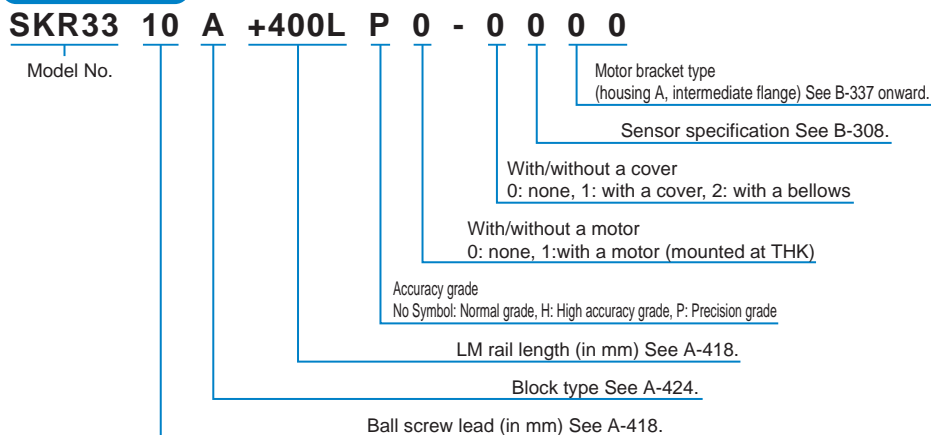 SKR33 10 A +400L P 0 - 0 0 0 0
Model No.
Motor bracket type
(housing A, intermediate flange) See B-337 onward.
Sensor specification See B-308.
With/without a cover
0: none, 1: with a cover, 2: with a bellows
With/without a motor
0: none, 1:with a motor (mounted at THK)
Accuracy grade
No Symbol: Normal grade, H: High accuracy grade, P: Precision grade
LM rail length (in mm) See A-418.
Block type See A-424.
Ball screw lead (in mm) See A-418.